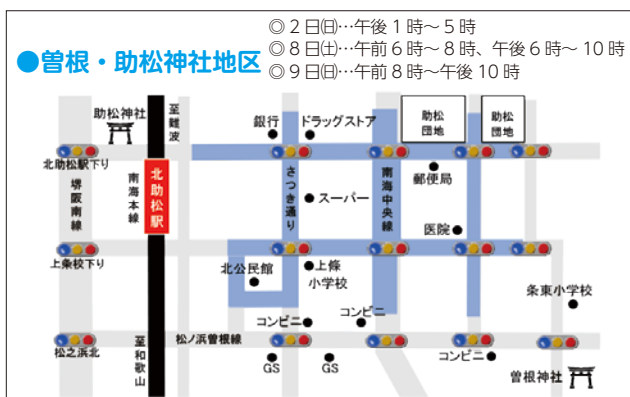 ●曽根・助松神社地区
◎2日㈰…午後1時～5時
◎8日㈯…午前6時～8時、午後6時～10時
◎9日㈰…午前8時～午後10時
助松神社
至難波
銀行
ドラッグストア
助松
団地
助松
団地
北助松駅下り
堺阪南線
南海本線
北助松駅
さつき通り
スーパー
南海中央線
郵便局
医院
上条校下り
北公民館
上條
小学校
条東小学校
コンビニ
コンビニ
松之浜北
至和歌山
松ノ浜曽根線
GS
GS
コンビニ
曽根神社